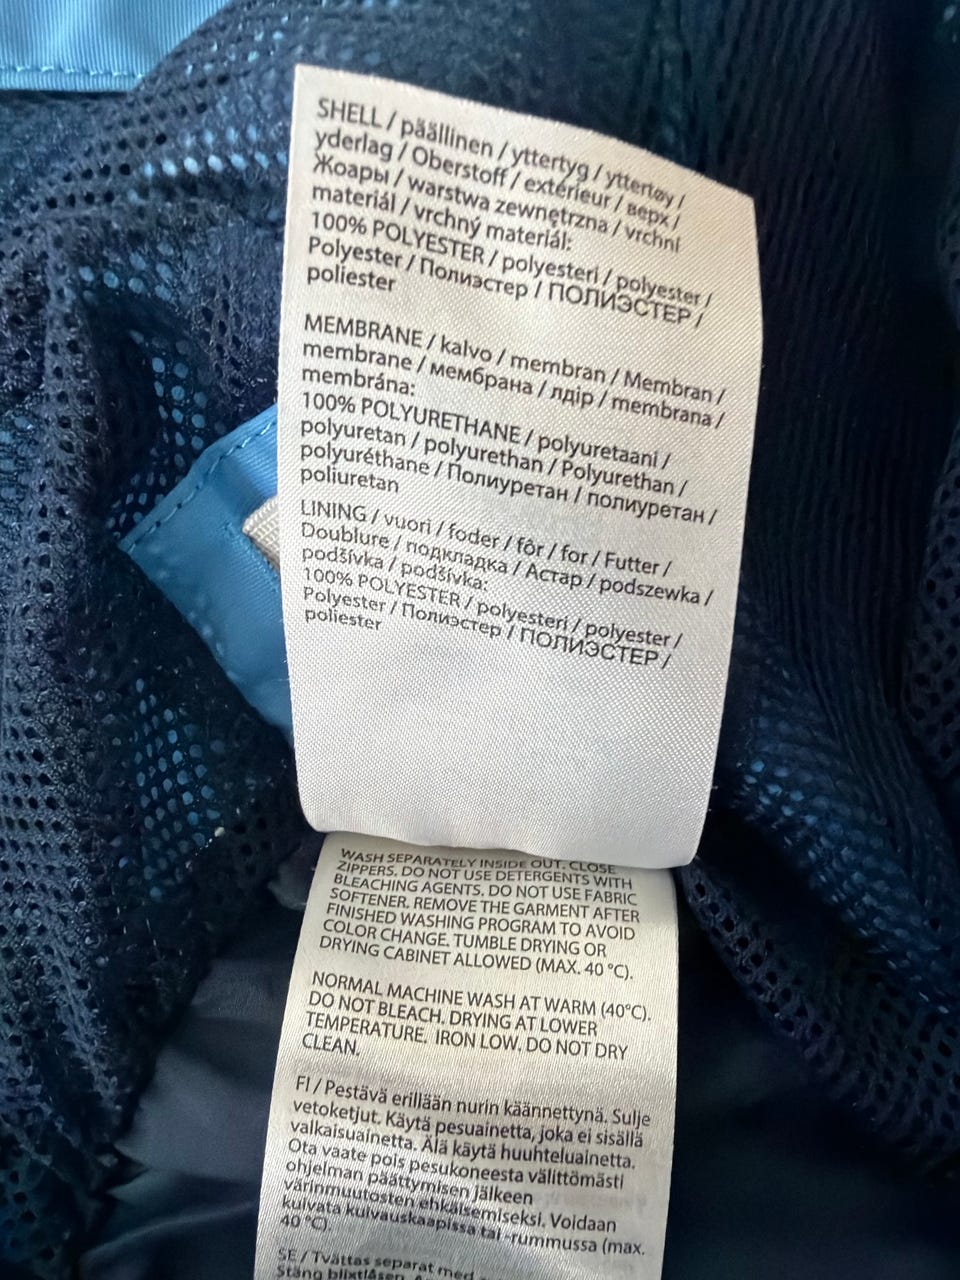 SHELL / päällinen / yttertyg / yttertøy /
yderlag / Oberstoff / extérieur / верх /
Жоары / warstwa zewnętrzna / vrchní
materiál / vrchný materiál:
100% POLYESTER / polyesteri / polyester /
Polyester / Полиэстер / ПОЛИЭСТЕР /
poliester
MEMBRANE / kalvo / membran / Membran /
membrane / мембрана / лдір / membrana /
membrána:
100% POLYURETHANE / polyuretaani /
polyuretan / polyurethan / Polyurethan /
polyuréthane / Полиуретан / полиуретан /
poliuretan
LINING / vuori / foder / fôr / for / Futter /
Doublure / подкладка / Астар / podszewka /
podšívka / podšívka:
100% POLYESTER / polyesteri / polyester /
Polyester / Полиэстер / ПОЛИЭСТЕР /
poliester
WASH SEPARATELY INSIDE OUT. CLOSE
ZIPPERS. DO NOT USE DETERGENTS WITH
BLEACHING AGENTS. DO NOT USE FABRIC
SOFTENER. REMOVE THE GARMENT AFTER
FINISHED WASHING PROGRAM TO AVOID
COLOR CHANGE. TUMBLE DRYING OR
DRYING CABINET ALLOWED (MAX. 40 °C).
NORMAL MACHINE WASH AT WARM (40°C).
DO NOT BLEACH. DRYING AT LOWER
TEMPERATURE. IRON LOW. DO NOT DRY
CLEAN.
FI / Pestävä erillään nurin käännettynä. Sulje
vetoketjut. Käytä pesuainetta, joka ei sisällä
valkaisuainetta. Älä käytä huuhteluainetta.
Ota vaate pois pesukoneesta välittömästi
ohjelman päättymisen jälkeen
värinmuutosten ehkäisemiseksi. Voidaan
kuivata kuivauskaapissa tai -rummussa (max.
40 °C).
SE / Tvättas separat med
Stäng blixtlåsen.